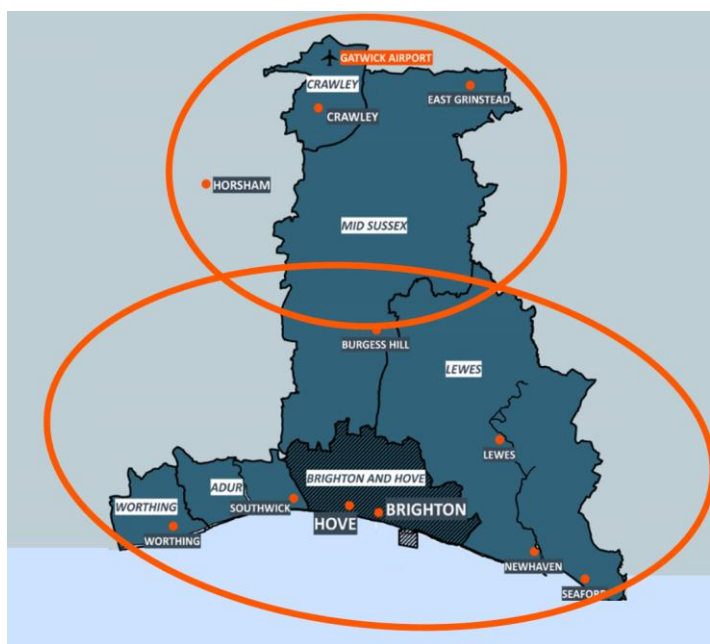 GATWICK AIRPORT
CRAWLEY
EAST GRINSTEAD
CRAWLEY
HORSHAM
MID SUSSEX
BURGESS HILL
LEWES
LEWES
BRIGHTON AND HOVE
ADUR
WORTHING
SOUTHWICK
BRIGHTON
HOVE
WORTHING
NEWHAVEN
SEAFORD